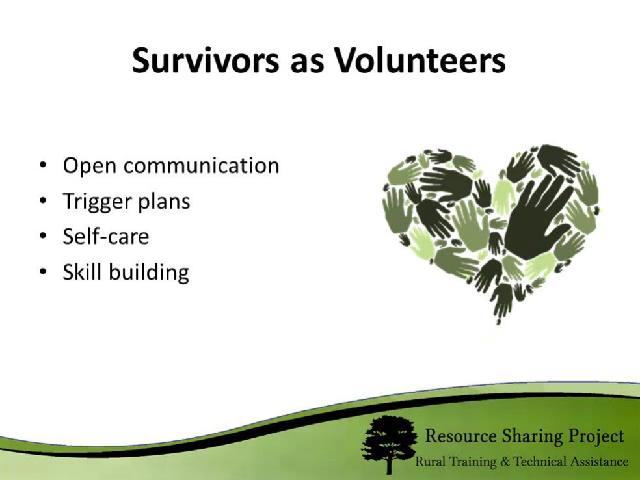 Survivors as Volunteers
• Open communication
• Trigger plans
• Self-care
• Skill building
Resource Sharing Project
Rural Training & Technical Assistance